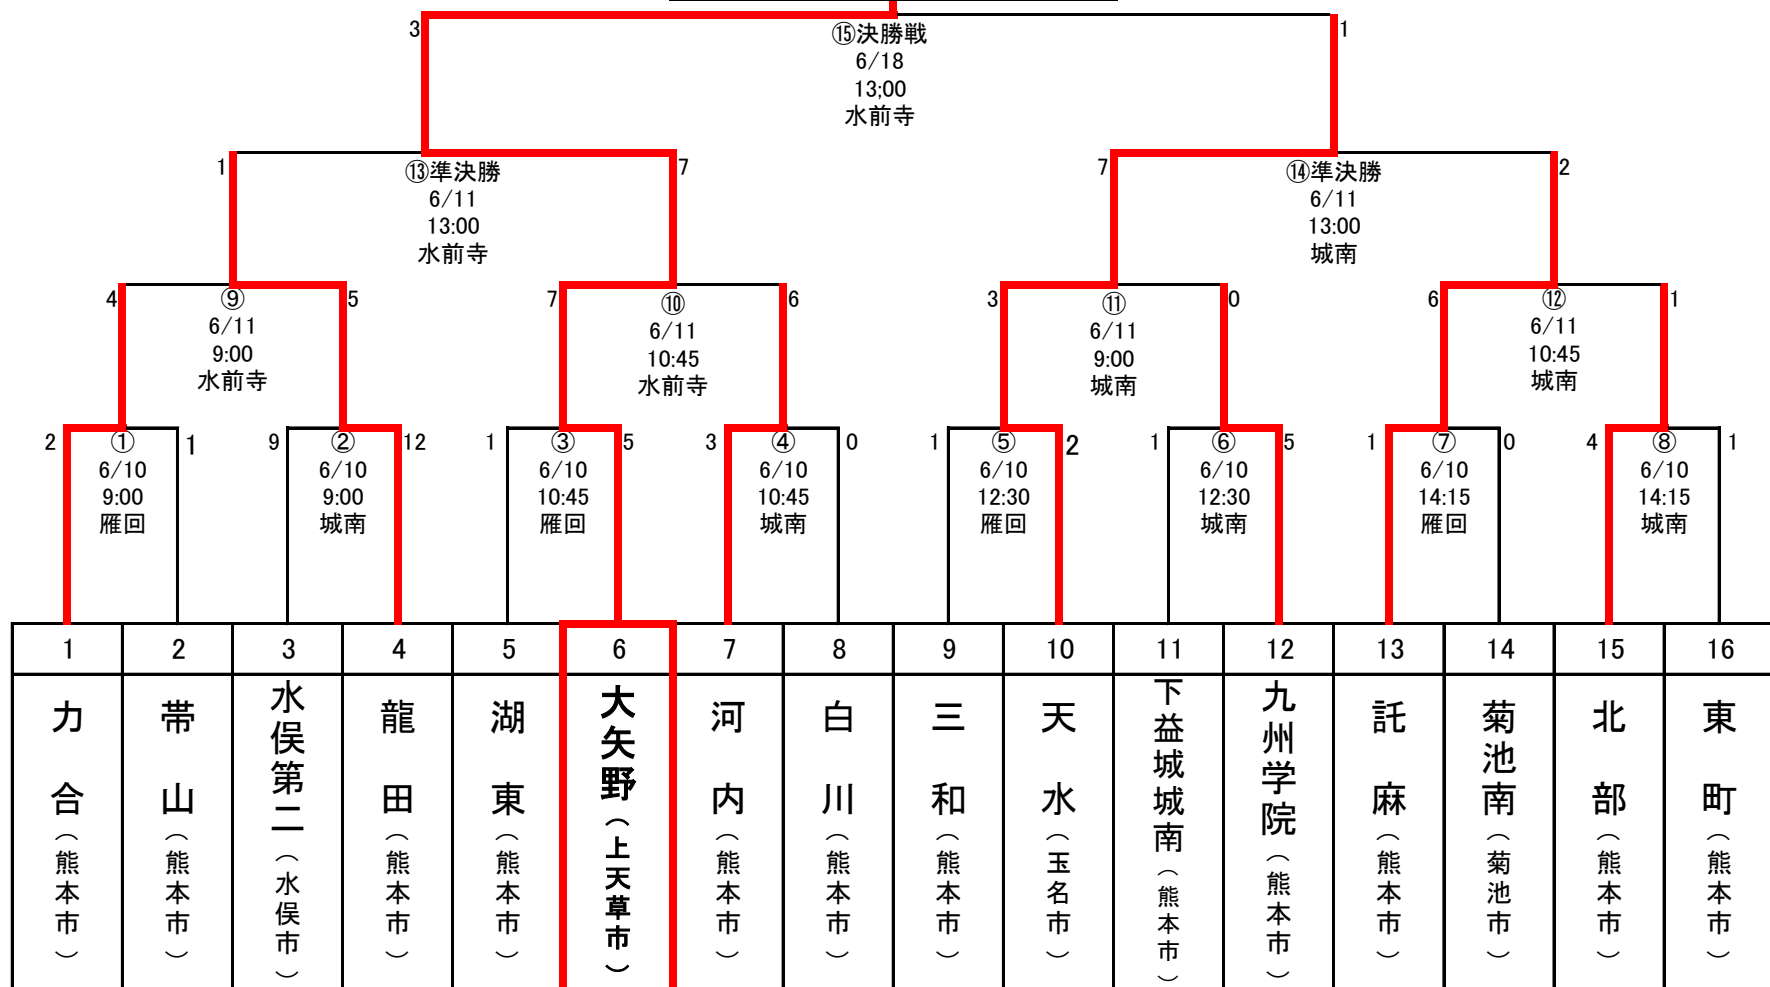 3
1
⑮決勝戦
6/18
13;00
水前寺
1
7
⑬準決勝
6/11
13:00
水前寺
7
2
⑭準決勝
6/11
13:00
城南
4
5
⑨
6/11
9:00
水前寺
7
6
⑩
6/11
10:45
水前寺
3
0
⑪
6/11
9:00
城南
6
1
⑫
6/11
10:45
城南
2
1
①
6/10
9:00
雁回
9
12
②
6/10
9:00
城南
1
5
③
6/10
10:45
雁回
3
0
④
6/10
10:45
城南
1
2
⑤
6/10
12:30
雁回
1
5
⑥
6/10
12:30
城南
1
0
⑦
6/10
14:15
雁回
4
1
⑧
6/10
14:15
城南
1 2 3 4 5 6 7 8 9 10 11 12 13 14 15 16
力合（熊本市）
帯山（熊本市）
水俣第二（水俣市）
龍田（熊本市）
湖東（熊本市）
大矢野（上天草市）
河内（熊本市）
白川（熊本市）
三和（熊本市）
天水（玉名市）
下益城城南（熊本市）
九州学院（熊本市）
託麻（熊本市）
菊池南（菊池市）
北部（熊本市）
東町（熊本市）